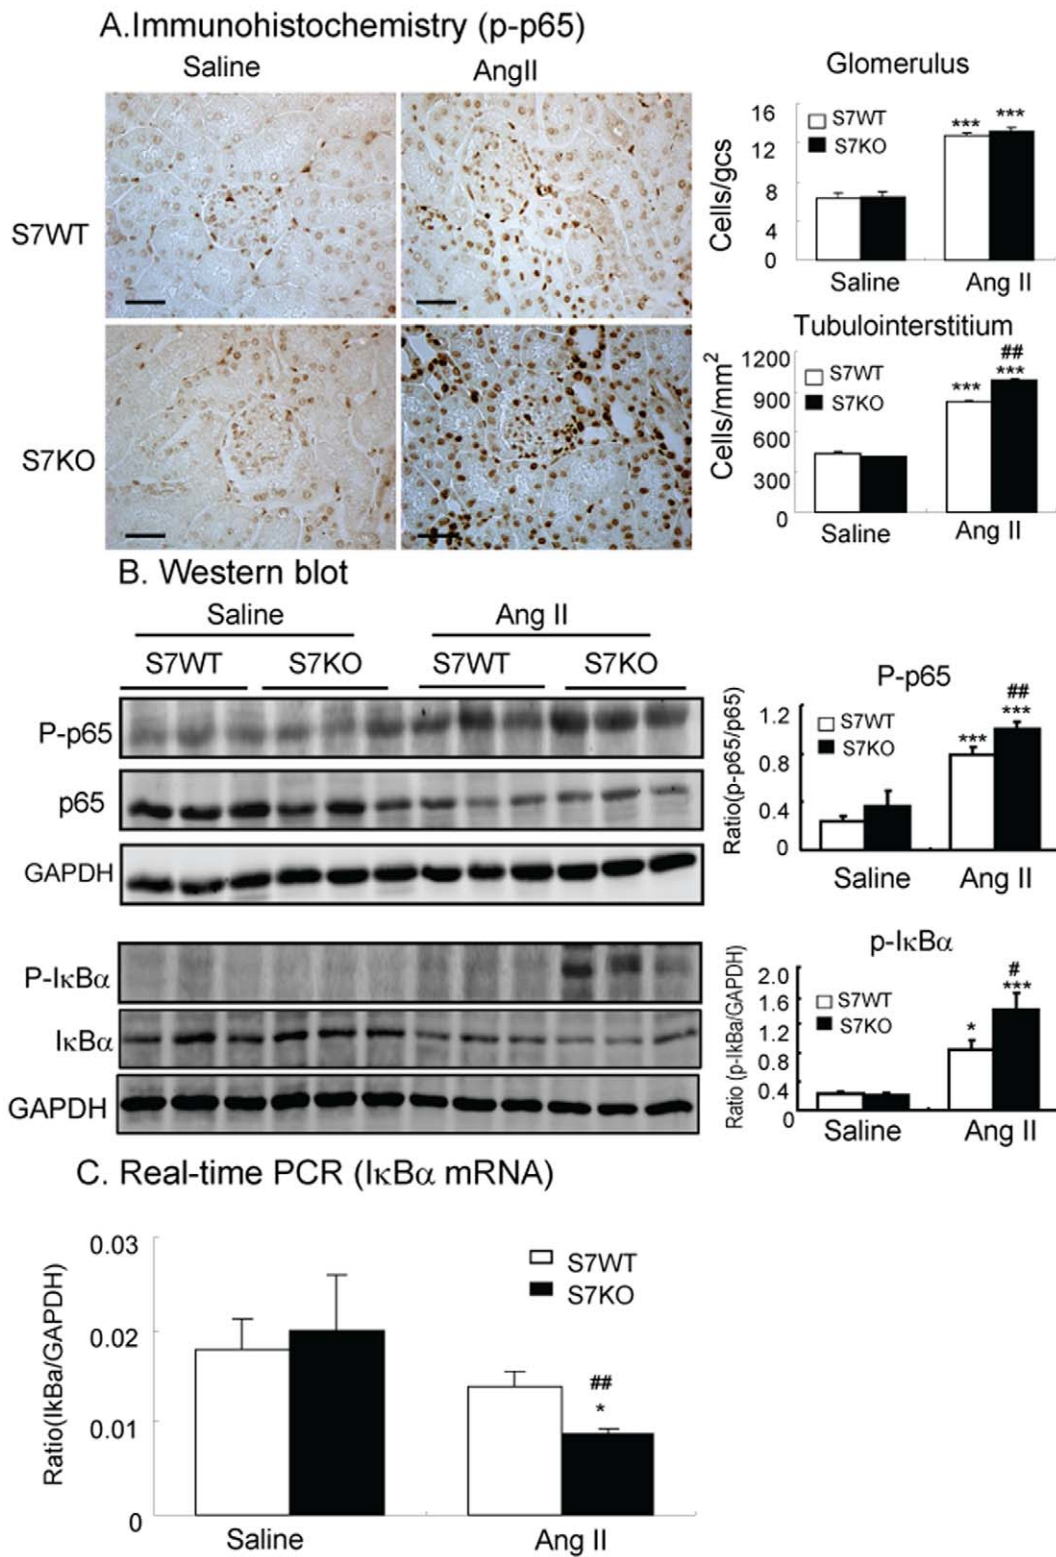 A.Immunohistochemistry (p-p65)
Saline
AngII
S7WT
S7KO
Glomerulus
Cells/gcs
16
12
8
4
0
S7WT
S7KO
***
***
Saline
Ang II
Tubulointerstitium
Cells/mm²
1200
900
600
300
0
S7WT
S7KO
***
##
***
Saline
Ang II
B. Western blot
Saline
Ang II
S7WT
S7KO
S7WT
S7KO
P-p65
p65
GAPDH
P-IκBα
IκBα
GAPDH
P-p65
Ratio(p-p65/p65)
1.2
0.8
0.4
0
S7WT
S7KO
***
##
***
Saline
Ang II
p-IκBα
Ratio (p-IkBa/GAPDH)
2.0
1.6
1.2
0.8
0.4
0
S7WT
S7KO
*
#
***
Saline
Ang II
C. Real-time PCR (IκBα mRNA)
Ratio(IkBa/GAPDH)
0.03
0.02
0.01
0
S7WT
S7KO
##
*
Saline
Ang II